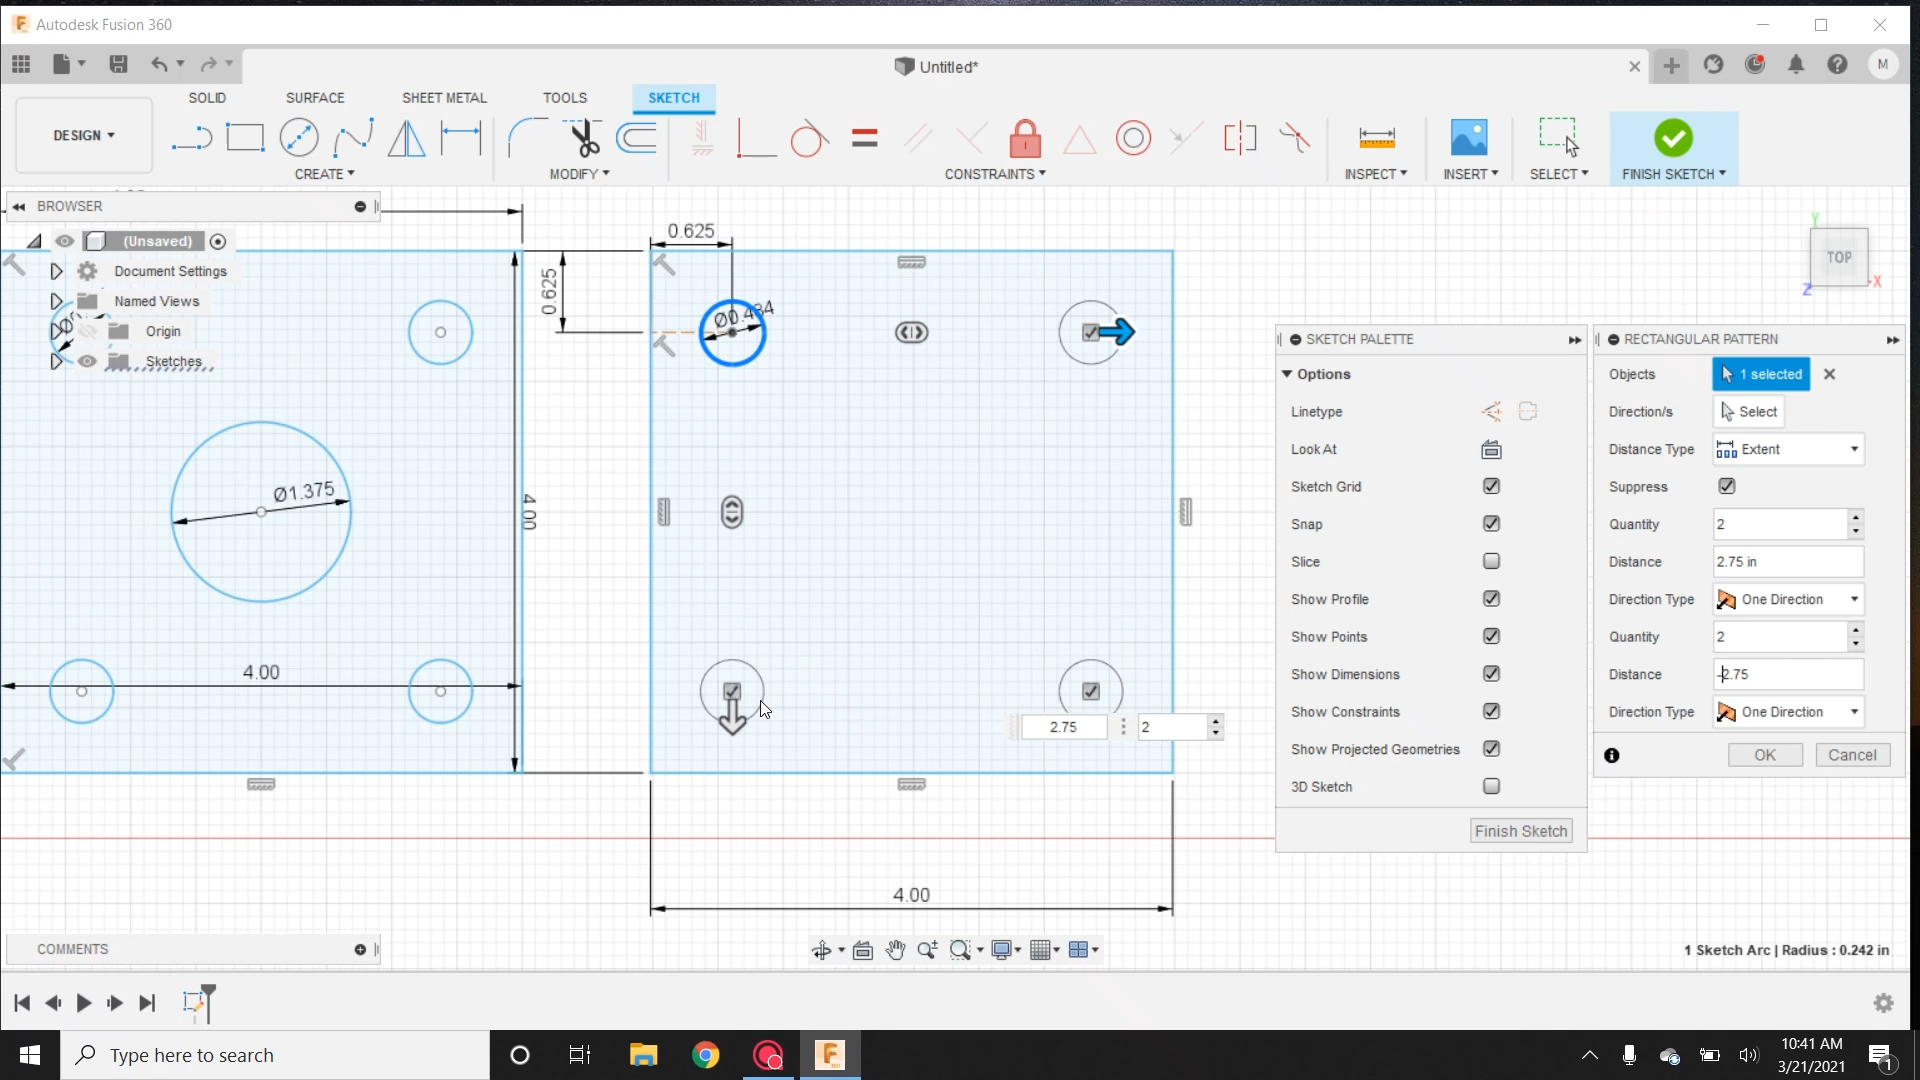 Autodesk Fusion 360
Untitled*
M
SOLID
SURFACE
SHEET METAL
TOOLS
SKETCH
DESIGN
CREATE
MODIFY
CONSTRAINTS
INSPECT
INSERT
SELECT
FINISH SKETCH
BROWSER
(Unsaved)
Document Settings
Named Views
Origin
Sketches
0.625
0.625
Ø0.484
Ø1.375
4.00
4.00
4.00
2.75
2
TOP
Y
X
Z
SKETCH PALETTE
Options
Linetype
Look At
Sketch Grid
Snap
Slice
Show Profile
Show Points
Show Dimensions
Show Constraints
Show Projected Geometries
3D Sketch
Finish Sketch
RECTANGULAR PATTERN
Objects 1 selected
Direction/s Select
Distance Type Extent
Suppress
Quantity 2
Distance 2.75 in
Direction Type One Direction
Quantity 2
Distance -2.75
Direction Type One Direction
OK Cancel
COMMENTS
1 Sketch Arc | Radius : 0.242 in
Type here to search
10:41 AM
3/21/2021
1